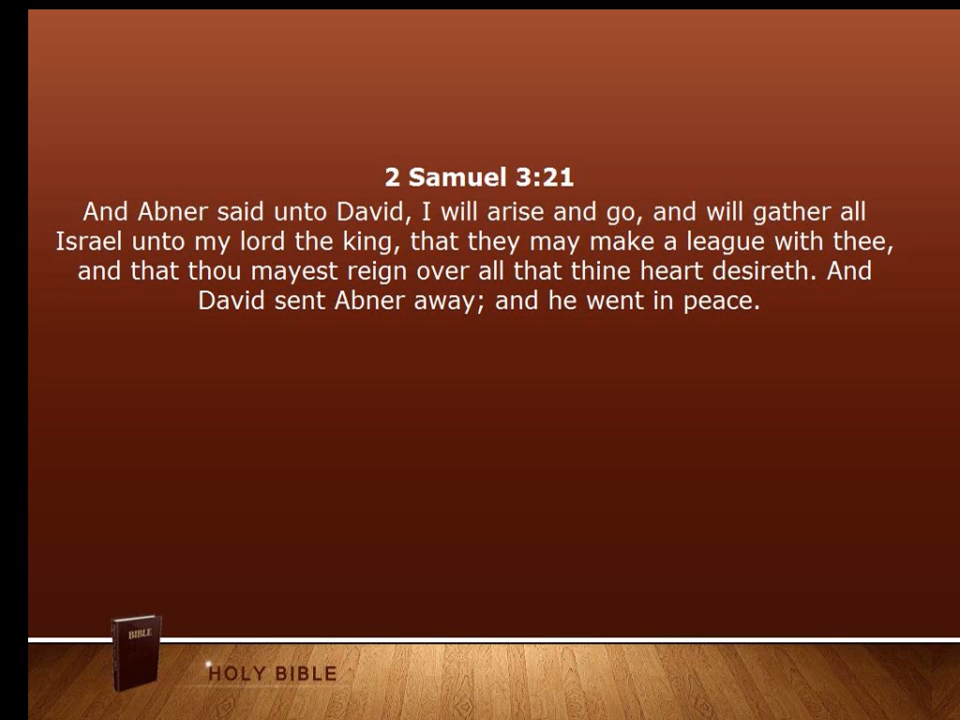 2 Samuel 3:21
And Abner said unto David, I will arise and go, and will gather all
Israel unto my lord the king, that they may make a league with thee,
and that thou mayest reign over all that thine heart desireth. And
David sent Abner away; and he went in peace.
BIBLE
HOLY BIBLE